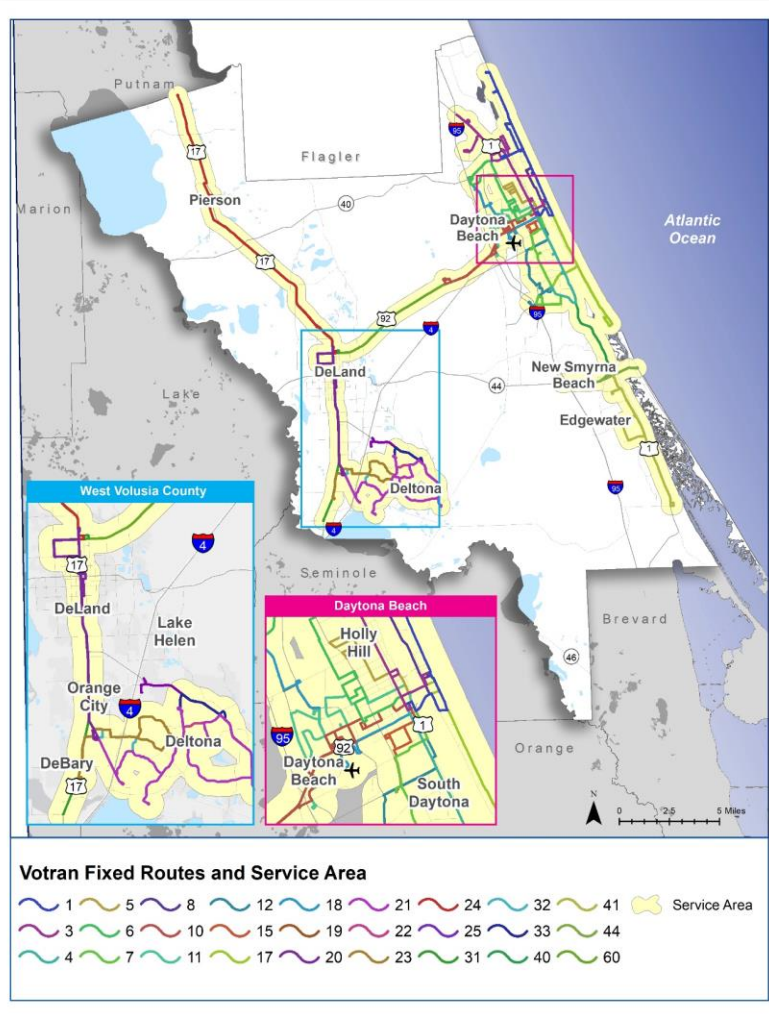 Putnam
95
1
Flagler
17
Pierson
Marion
40
Daytona
Beach
Atlantic
Ocean
17
92
95
4
DeLand
New Smyrna
Beach
44
Lake
Edgewater
1
Deltona
95
4
West Volusia County
4
17
DeLand
Lake
Helen
Orange
City
4
Deltona
DeBary
17
Seminole
Daytona Beach
Holly
Hill
1
95
92
Daytona
Beach
South
Daytona
Brevard
46
Orange
N
0 2.5 5 Miles
Votran Fixed Routes and Service Area
1 5 8 12 18 21 24 32 41 Service Area
3 6 10 15 19 22 25 33 44
4 7 11 17 20 23 31 40 60